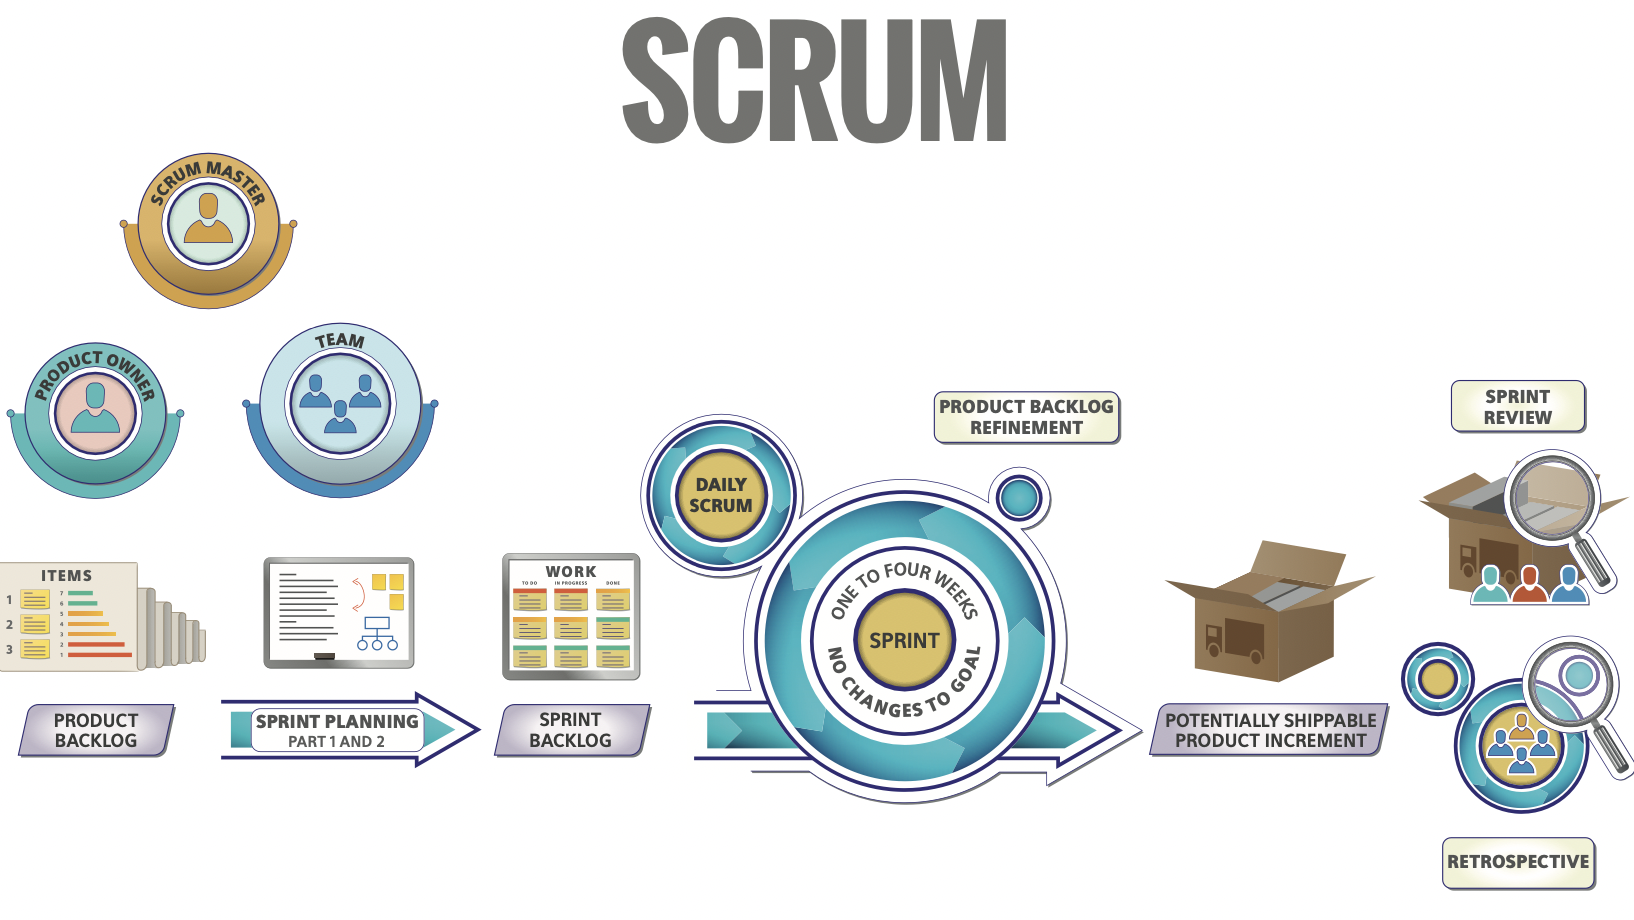 SCRUM
SCRUM MASTER
PRODUCT OWNER
TEAM
ITEMS
1
2
3
7
6
5
4
3
2
1
PRODUCT
BACKLOG
SPRINT PLANNING
PART 1 AND 2
WORK
TO DO
IN PROGRESS
DONE
SPRINT
BACKLOG
DAILY
SCRUM
PRODUCT BACKLOG
REFINEMENT
ONE TO FOUR WEEKS
SPRINT
NO CHANGES TO GOAL
POTENTIALLY SHIPPABLE
PRODUCT INCREMENT
SPRINT
REVIEW
RETROSPECTIVE